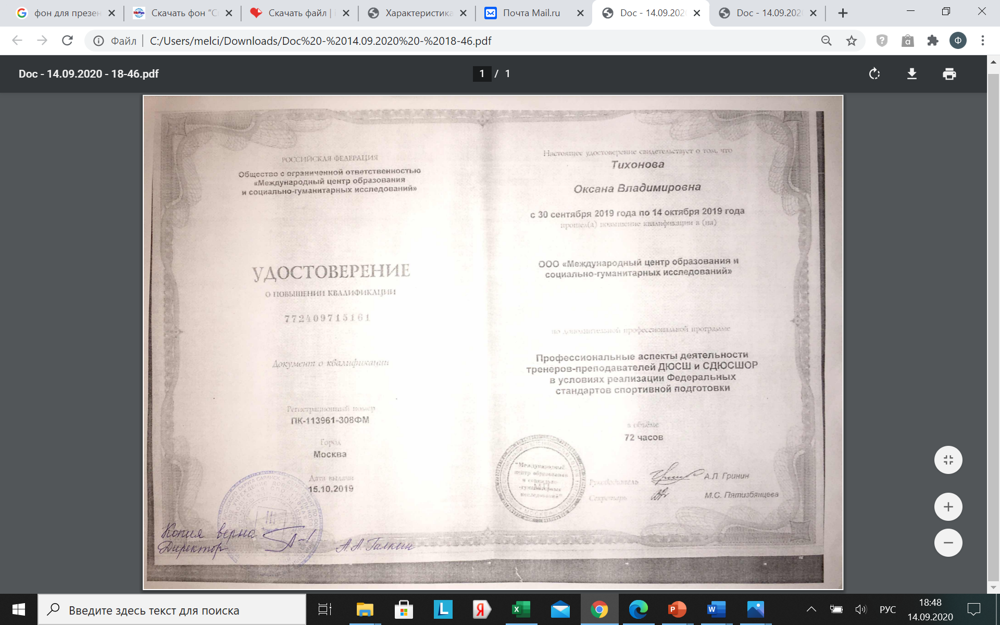 фон для презен
Скачать фон "С
Скачать файл | i
Характеристика
Почта Mail.ru
Doc - 14.09.2020
Doc - 14.09.2020
Файл | C:/Users/melci/Downloads/Doc%20-%2014.09.2020%20-%2018-46.pdf
Doc - 14.09.2020 - 18-46.pdf
1 / 1
РОССИЙСКАЯ ФЕДЕРАЦИЯ
Общество с ограниченной ответственностью
«Международный центр образования
и социально-гуманитарных исследований»
УДОСТОВЕРЕНИЕ
О ПОВЫШЕНИИ КВАЛИФИКАЦИИ
772409715161
Документ о квалификации
Регистрационный номер
ПК-113961-308ФМ
Город
Москва
Дата выдачи
15.10.2019
Копия верна
Директор
А.А. Галкин
Настоящее удостоверение свидетельствует о том, что
Тихонова
Оксана Владимировна
с 30 сентября 2019 года по 14 октября 2019 года
прошел(а) повышение квалификации в (на)
ООО «Международный центр образования и
социально-гуманитарных исследований»
по дополнительной профессиональной программе
Профессиональные аспекты деятельности
тренеров-преподавателей ДЮСШ и СДЮСШОР
в условиях реализации Федеральных
стандартов спортивной подготовки
в объёме
72 часов
"Международный
центр образования
и социально-
-гуманитарных
исследований"
М.П.
МОСКВА
Руководитель А.Л. Гринин
Секретарь М.С. Пятизбянцева
Введите здесь текст для поиска
РУС
18:48
14.09.2020